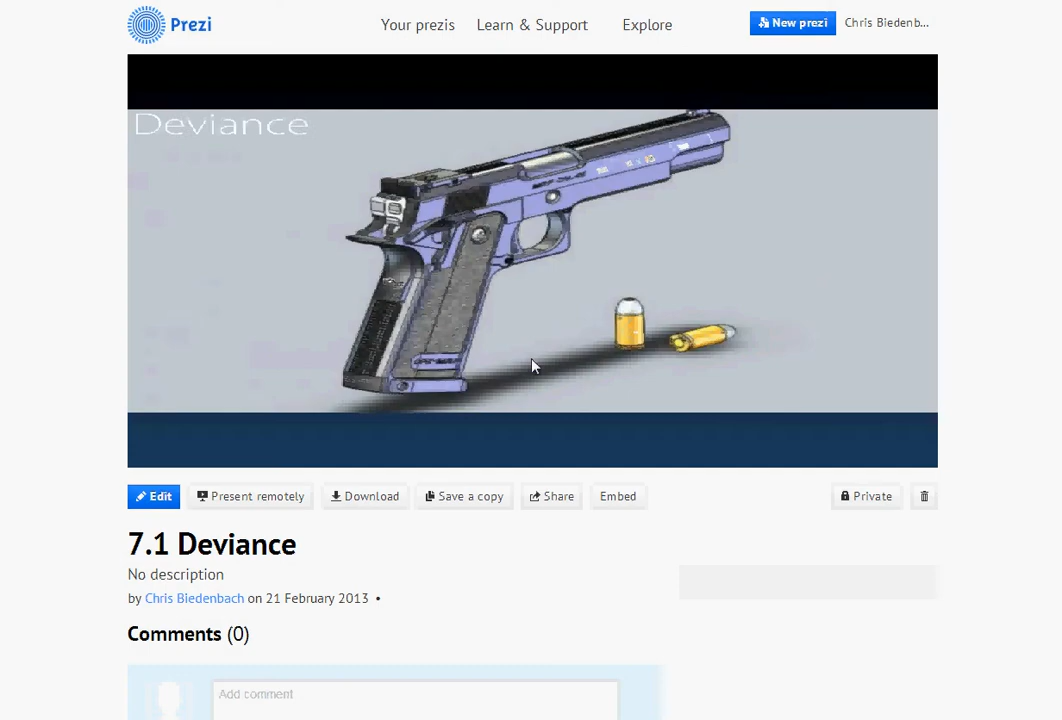 Prezi
Your prezis Learn & Support Explore
New prezi Chris Biedenb...
Deviance
Edit Present remotely Download Save a copy Share Embed Private
7.1 Deviance
No description
by Chris Biedenbach on 21 February 2013 •
Comments (0)
Add comment